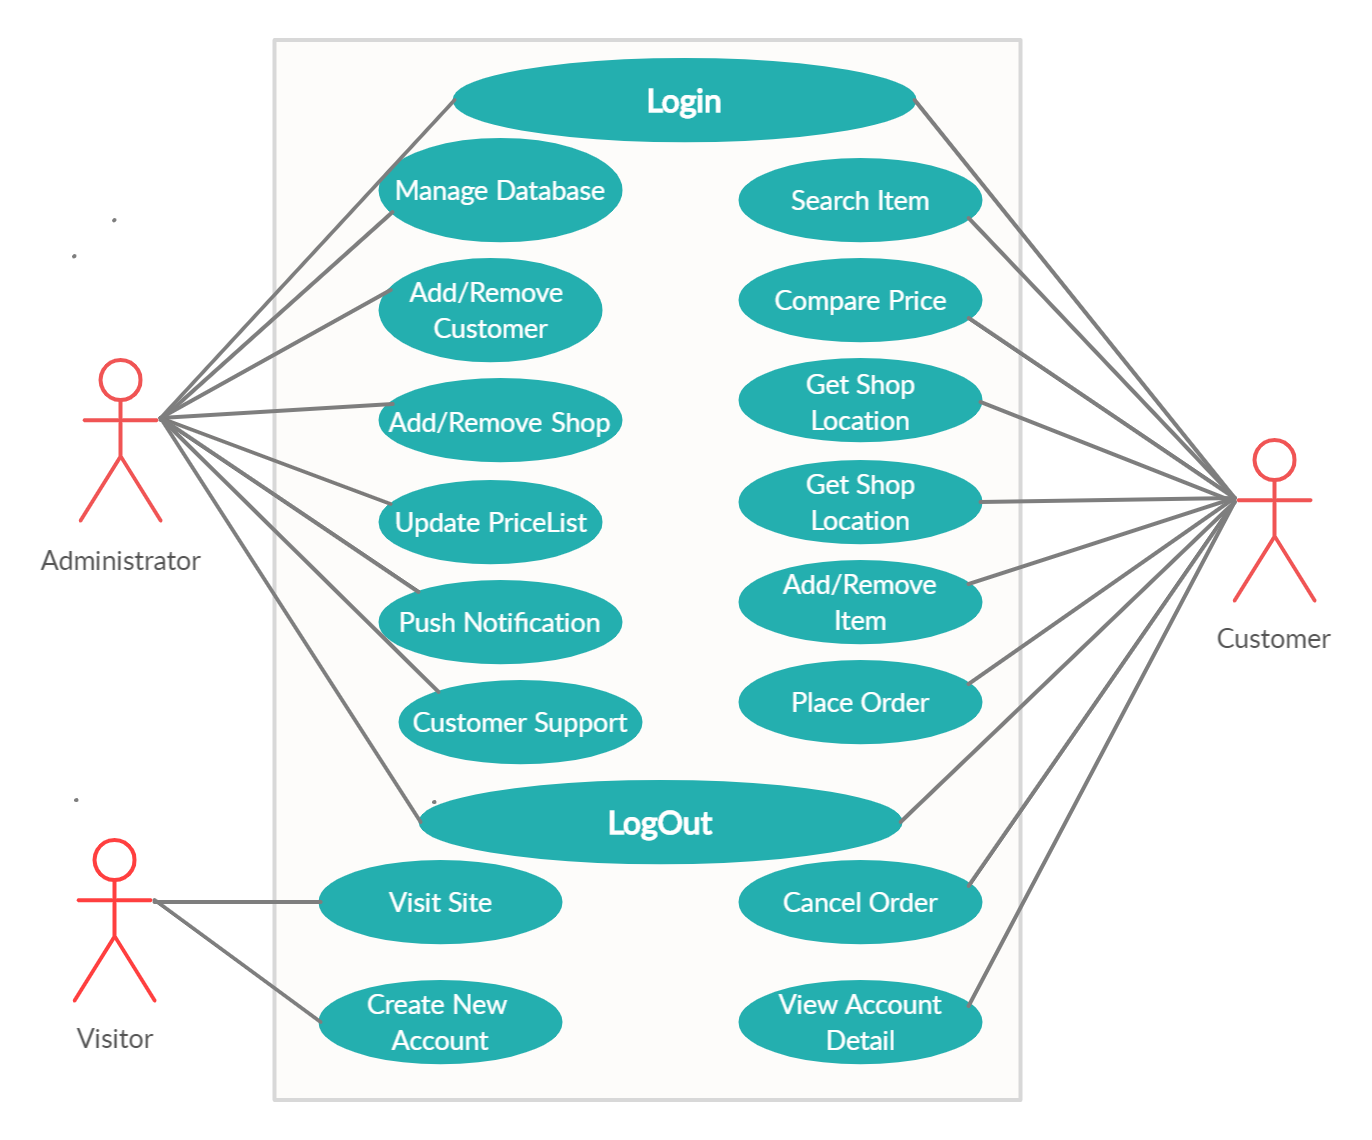 Login
Manage Database
Search Item
Add/Remove
Customer
Compare Price
Add/Remove Shop
Get Shop
Location
Update PriceList
Get Shop
Location
Push Notification
Add/Remove
Item
Customer Support
Place Order
LogOut
Visit Site
Cancel Order
Create New
Account
View Account
Detail
Administrator
Customer
Visitor